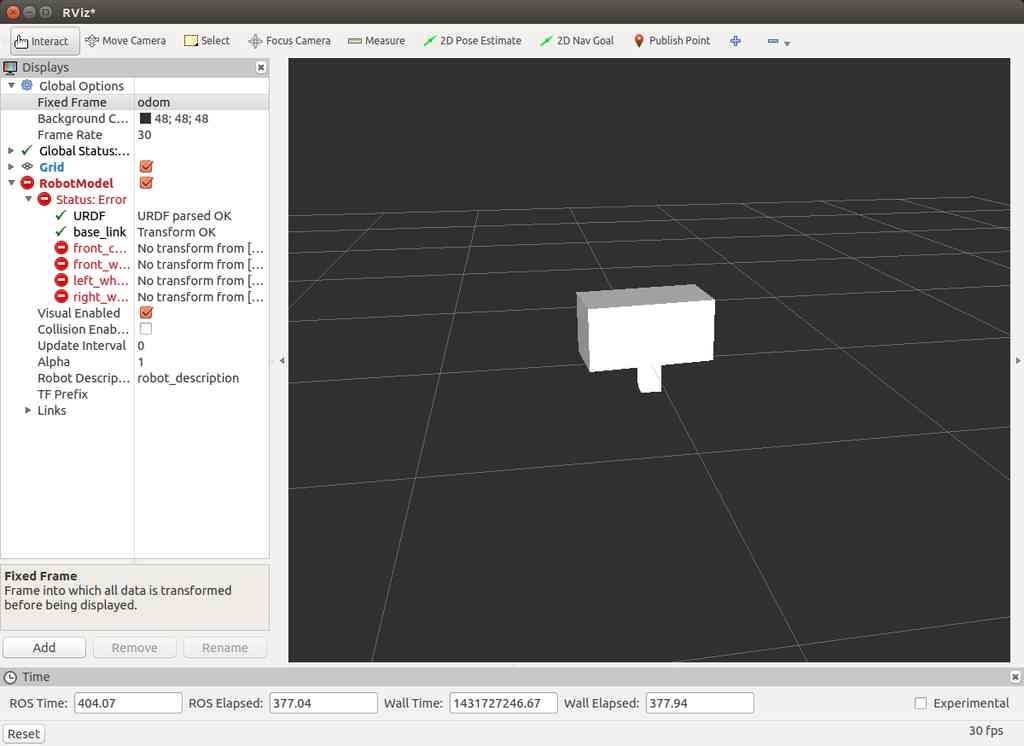 RViz*
Interact Move Camera Select Focus Camera Measure 2D Pose Estimate 2D Nav Goal Publish Point
Displays
Global Options
Fixed Frame odom
Background C... 48; 48; 48
Frame Rate 30
Global Status:...
Grid
RobotModel
Status: Error
URDF URDF parsed OK
base_link Transform OK
front_c... No transform from [...
front_w... No transform from [...
left_wh... No transform from [...
right_w... No transform from [...
Visual Enabled
Collision Enab...
Update Interval 0
Alpha 1
Robot Descrip... robot_description
TF Prefix
Links
Fixed Frame
Frame into which all data is transformed
before being displayed.
Add Remove Rename
Time
ROS Time: 404.07 ROS Elapsed: 377.04 Wall Time: 1431727246.67 Wall Elapsed: 377.94 Experimental
Reset 30 fps